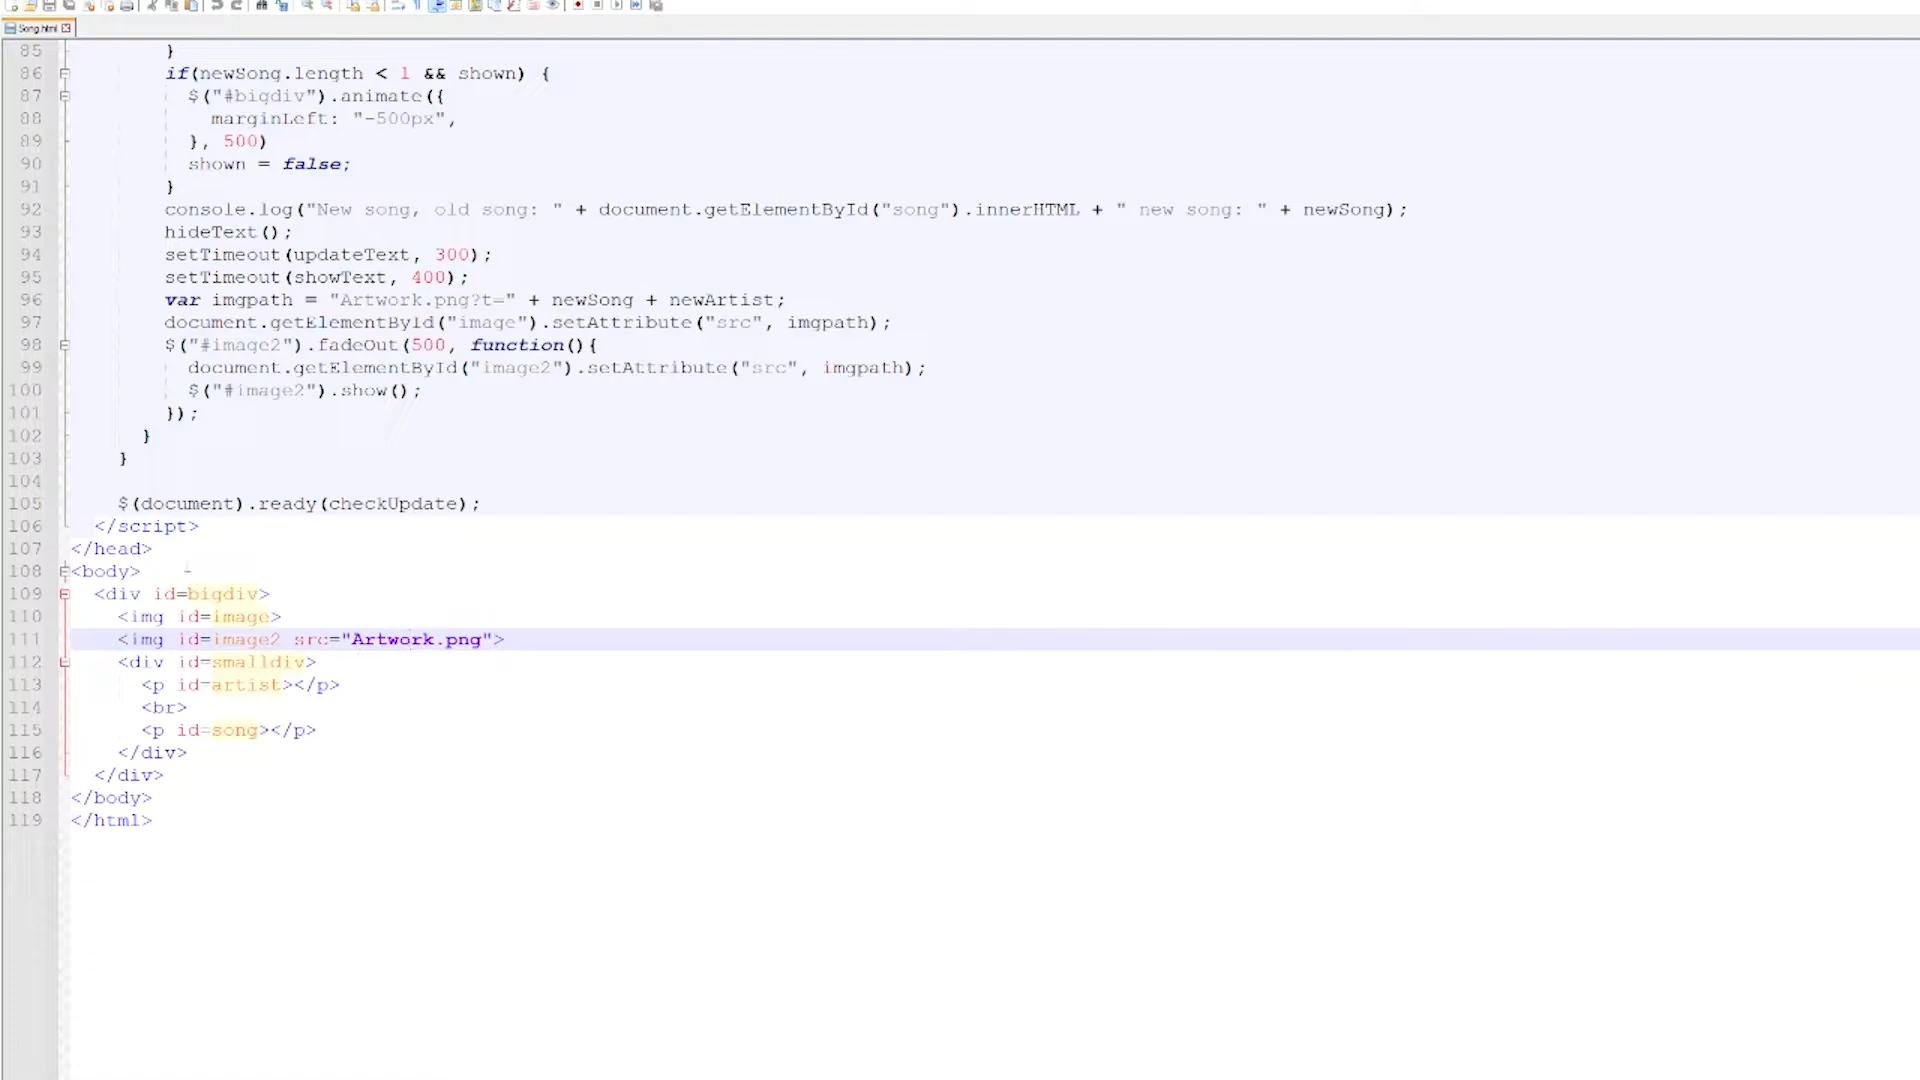 Song.html
85 }
86 if(newSong.length < 1 && shown) {
87 $("#bigdiv").animate({
88 marginLeft: "-500px",
89 }, 500)
90 shown = false;
91 }
92 console.log("New song, old song: " + document.getElementById("song").innerHTML + " new song: " + newSong);
93 hideText();
94 setTimeout(updateText, 300);
95 setTimeout(showText, 400);
96 var imgpath = "Artwork.png?t=" + newSong + newArtist;
97 document.getElementById("image").setAttribute("src", imgpath);
98 $("#image2").fadeOut(500, function(){
99 document.getElementById("image2").setAttribute("src", imgpath);
100 $("#image2").show();
101 });
102 }
103 }
104
105 $(document).ready(checkUpdate);
106 </script>
107 </head>
108 <body>
109 <div id=bigdiv>
110 <img id=image>
111 <img id=image2 src="Artwork.png">
112 <div id=smalldiv>
113 <p id=artist></p>
114 <br>
115 <p id=song></p>
116 </div>
117 </div>
118 </body>
119 </html>